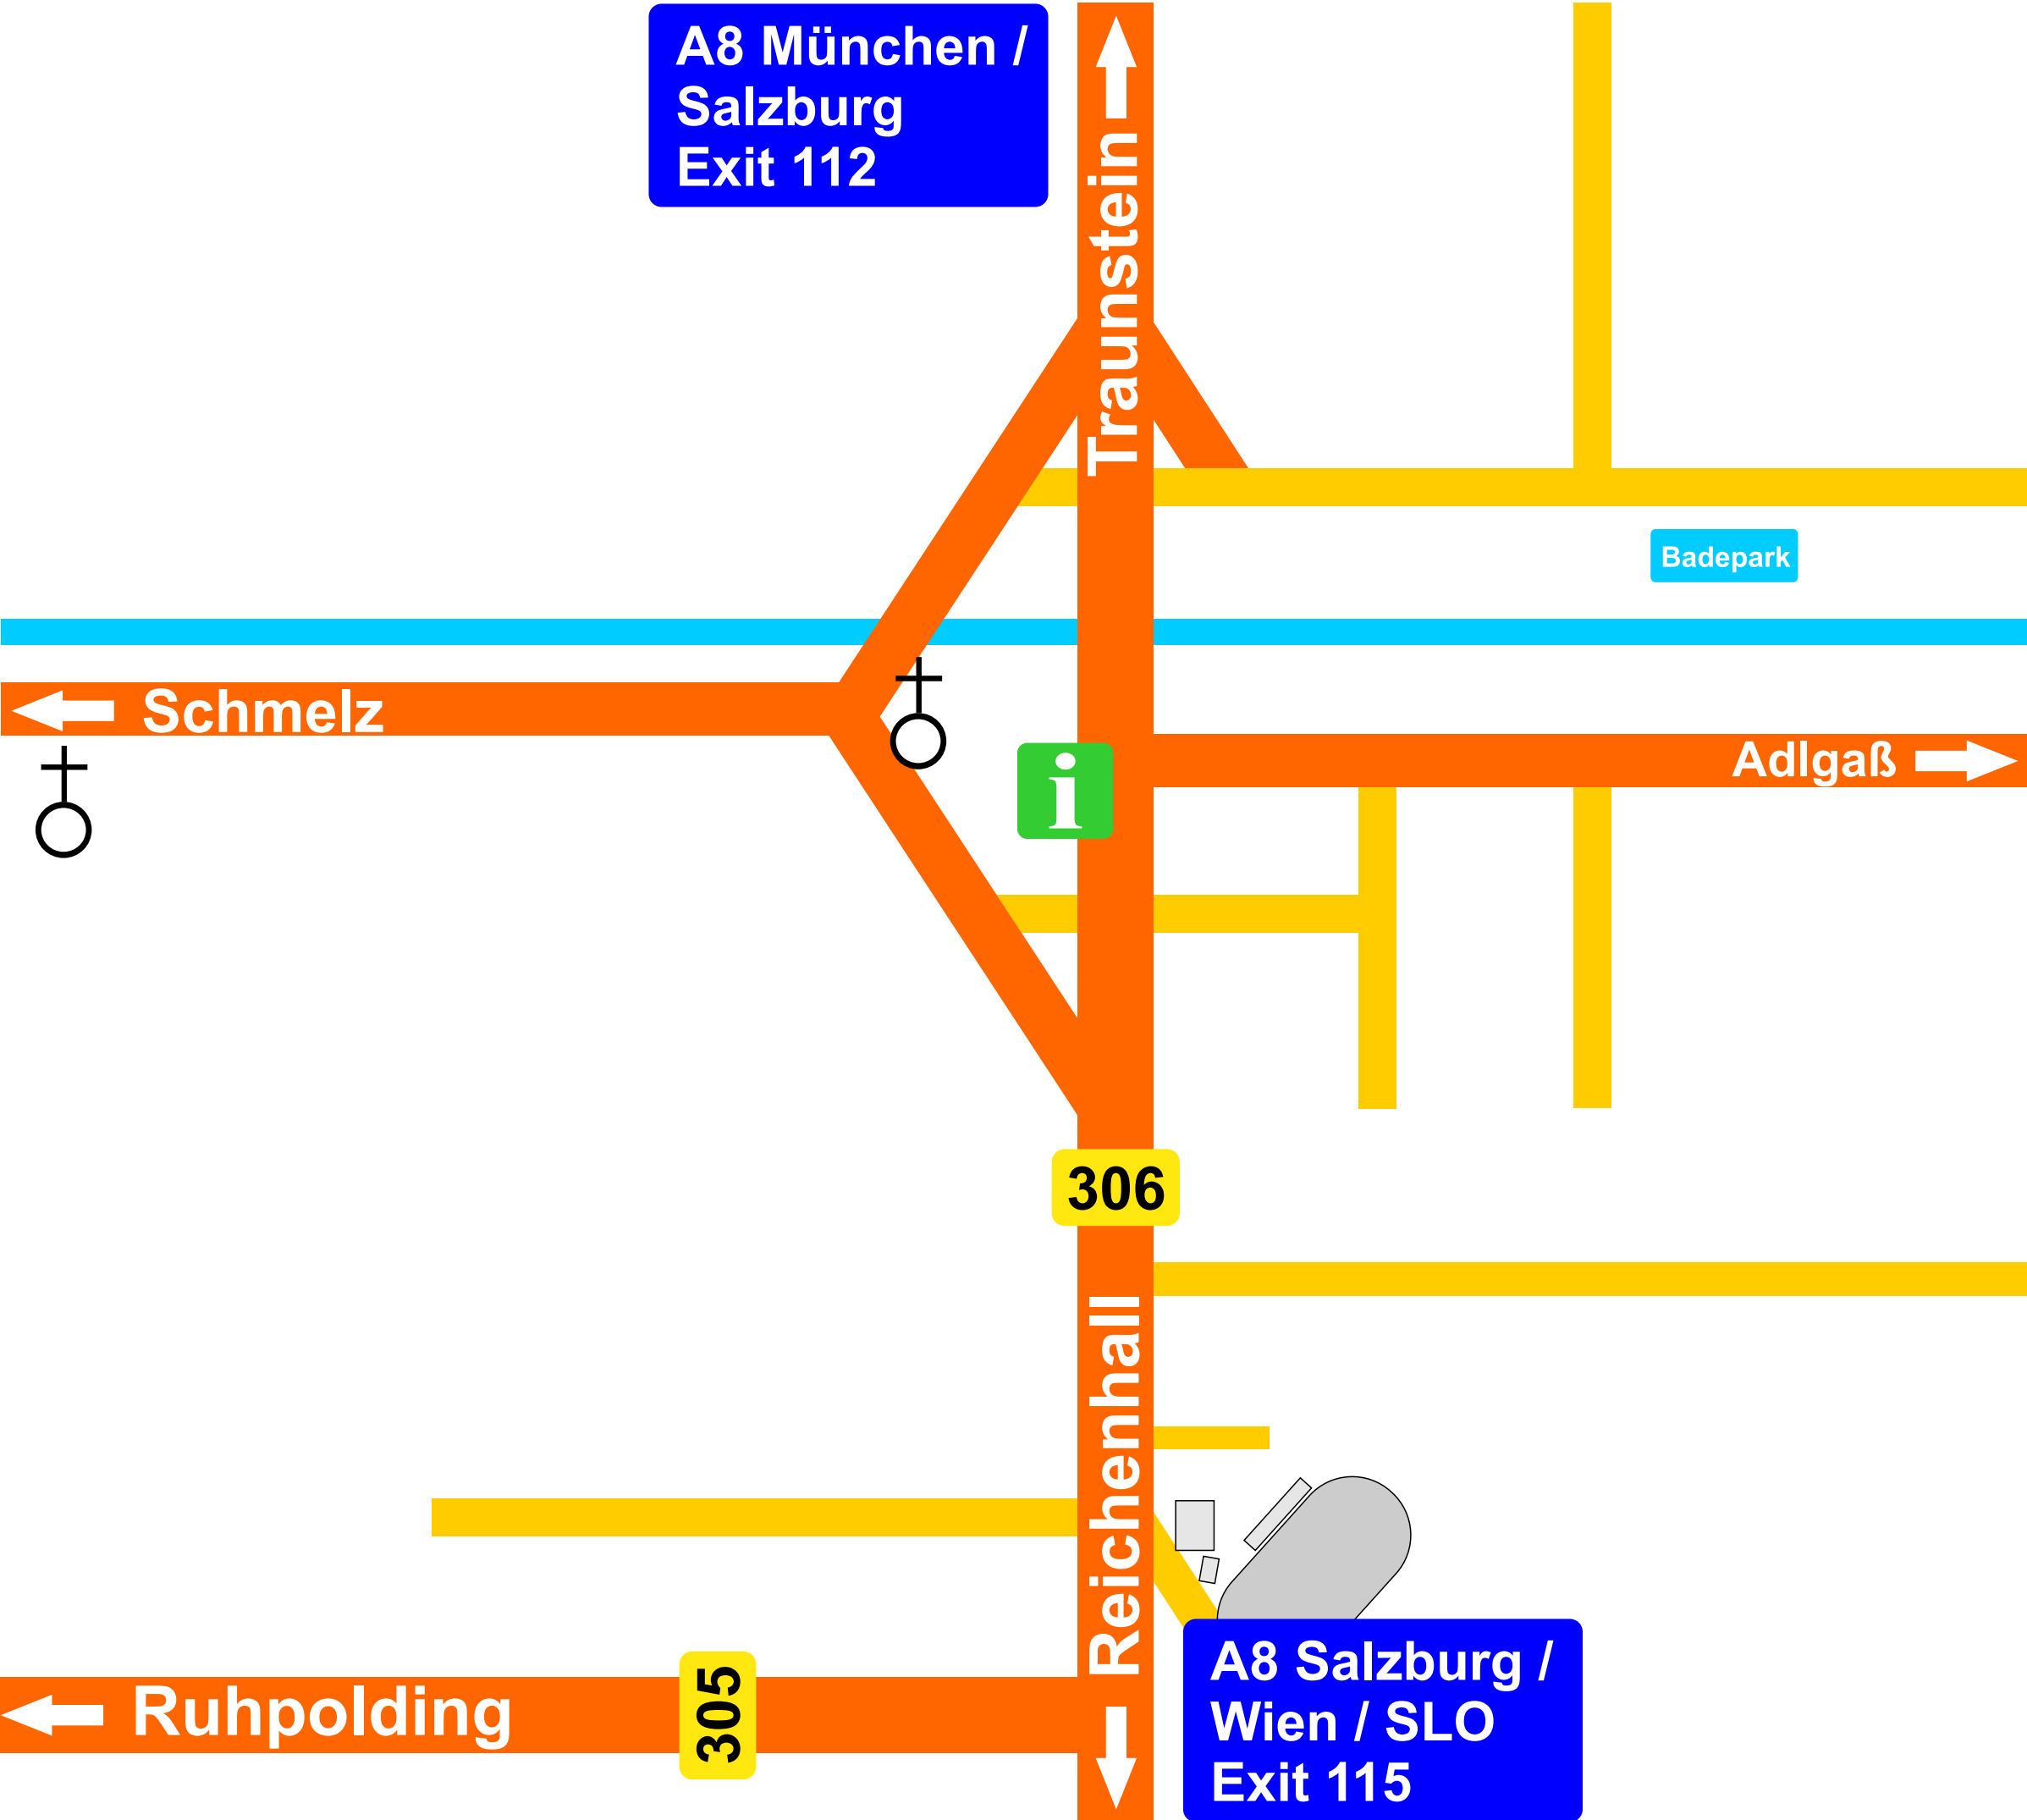 A8 München /
Salzburg
Exit 112
Traunstein
Badepark
Schmelz
Adlgaß
i
306
Reichenhall
305
Ruhpolding
A8 Salzburg /
Wien / SLO
Exit 115